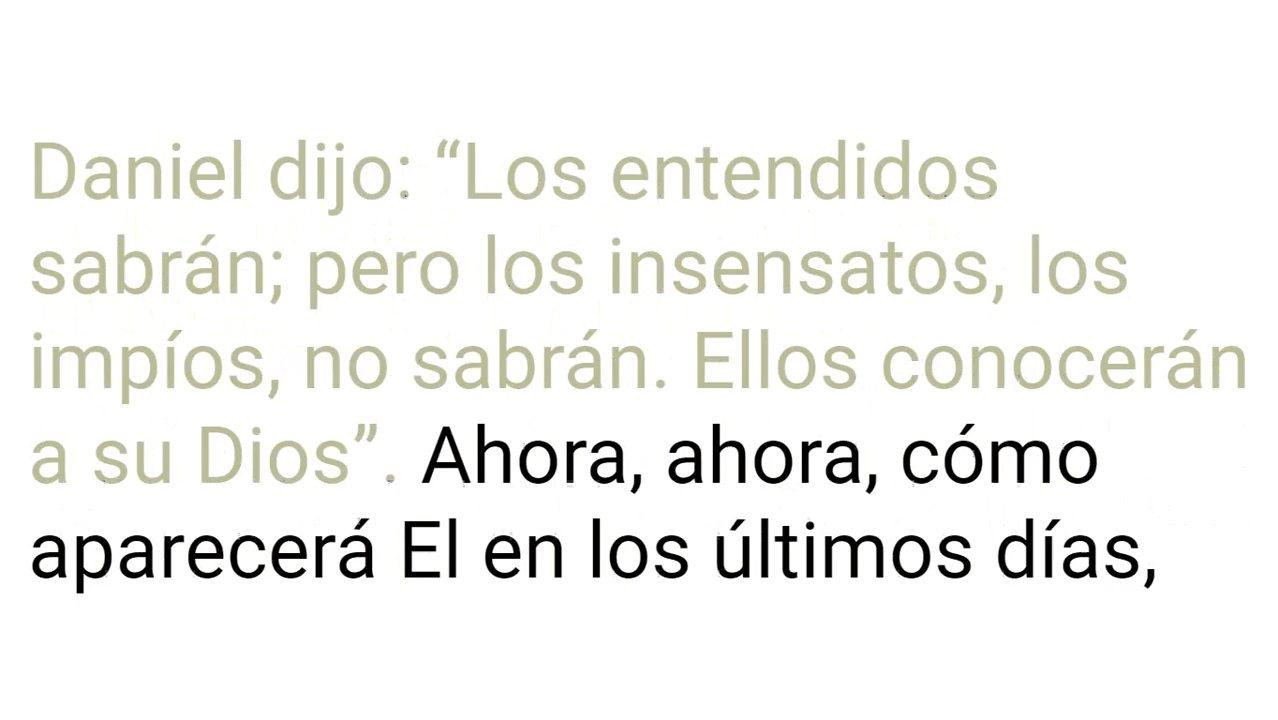 Daniel dijo: “Los entendidos
sabrán; pero los insensatos, los
impíos, no sabrán. Ellos conocerán
a su Dios”. Ahora, ahora, cómo
aparecerá El en los últimos días,